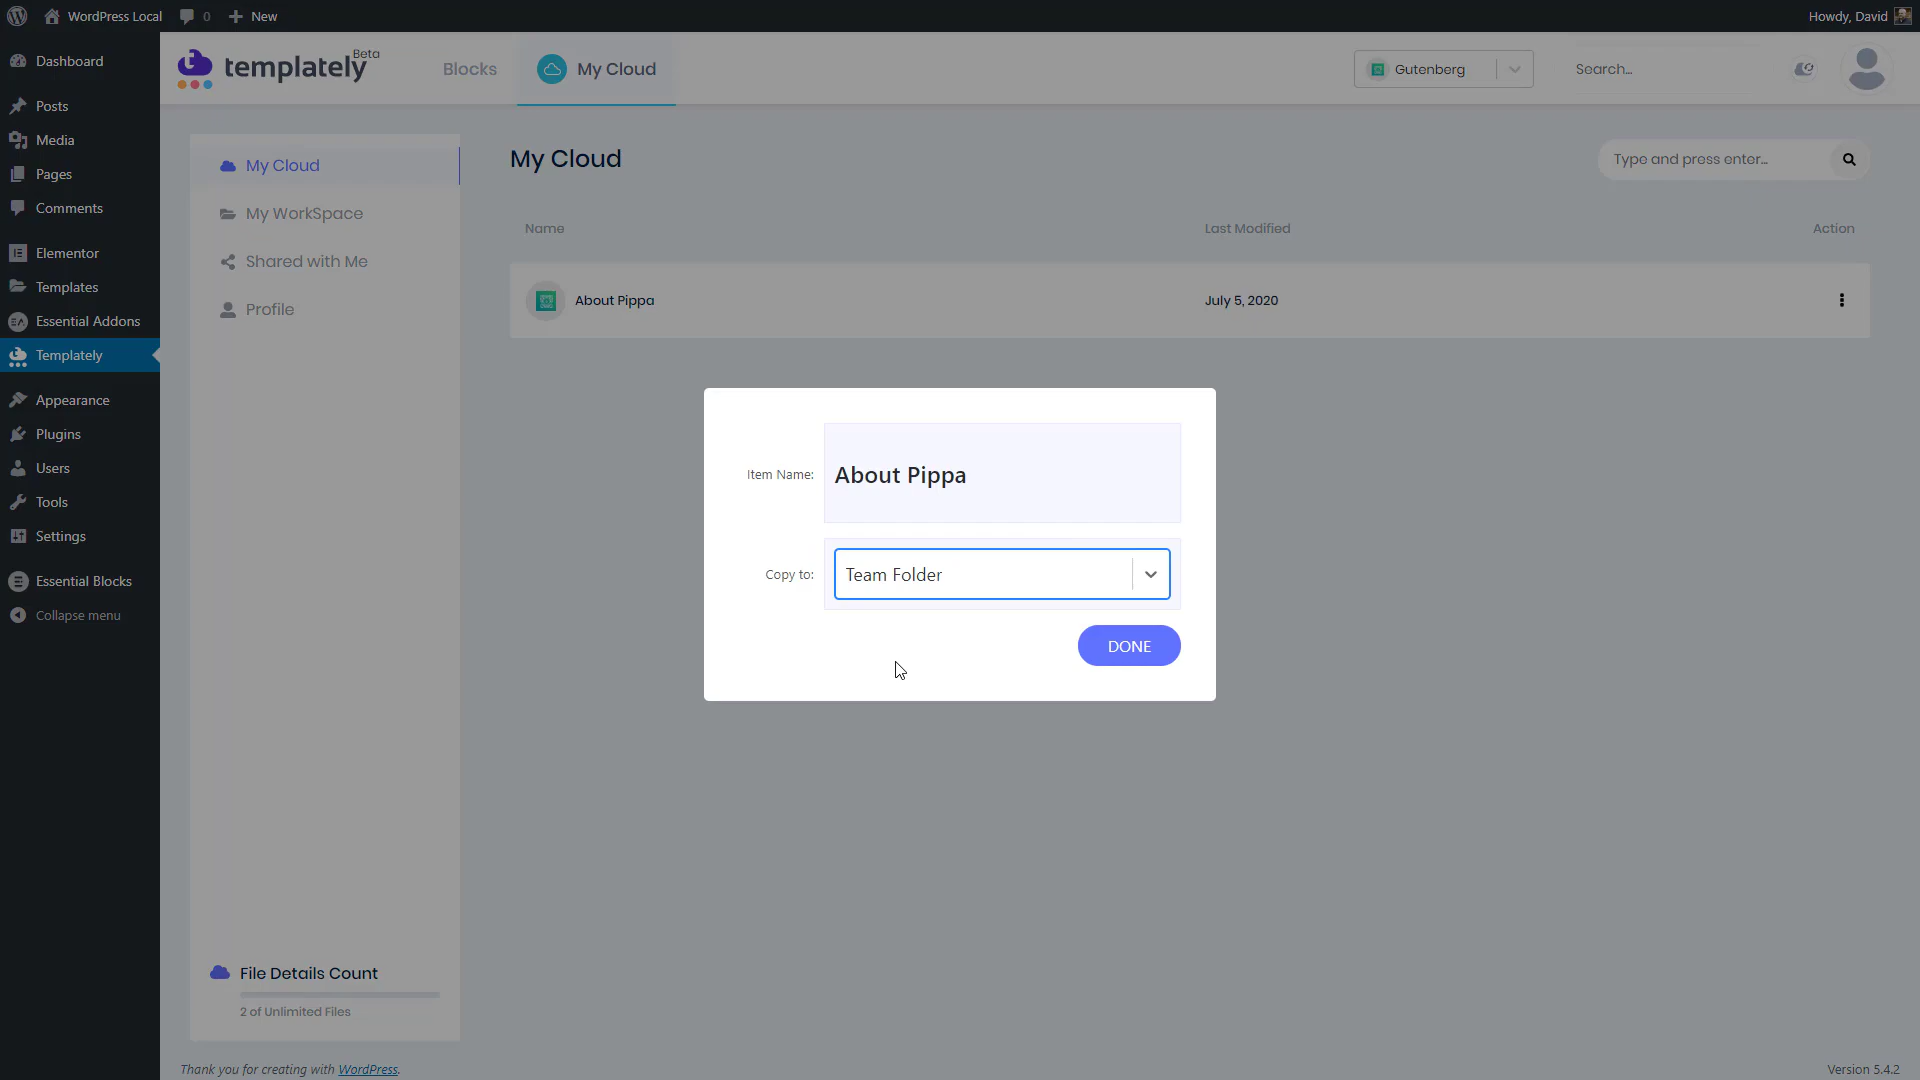 WordPress Local
0
New
Howdy, David
Dashboard
Posts
Media
Pages
Comments
Elementor
Templates
Essential Addons
Templately
Appearance
Plugins
Users
Tools
Settings
Essential Blocks
Collapse menu
templately
Beta
Blocks
My Cloud
Gutenberg
Search...
My Cloud
My WorkSpace
Shared with Me
Profile
File Details Count
2 of Unlimited Files
My Cloud
Type and press enter...
Name
Last Modified
Action
About Pippa
July 5, 2020
Item Name:
About Pippa
Copy to:
Team Folder
DONE
Thank you for creating with WordPress.
Version 5.4.2